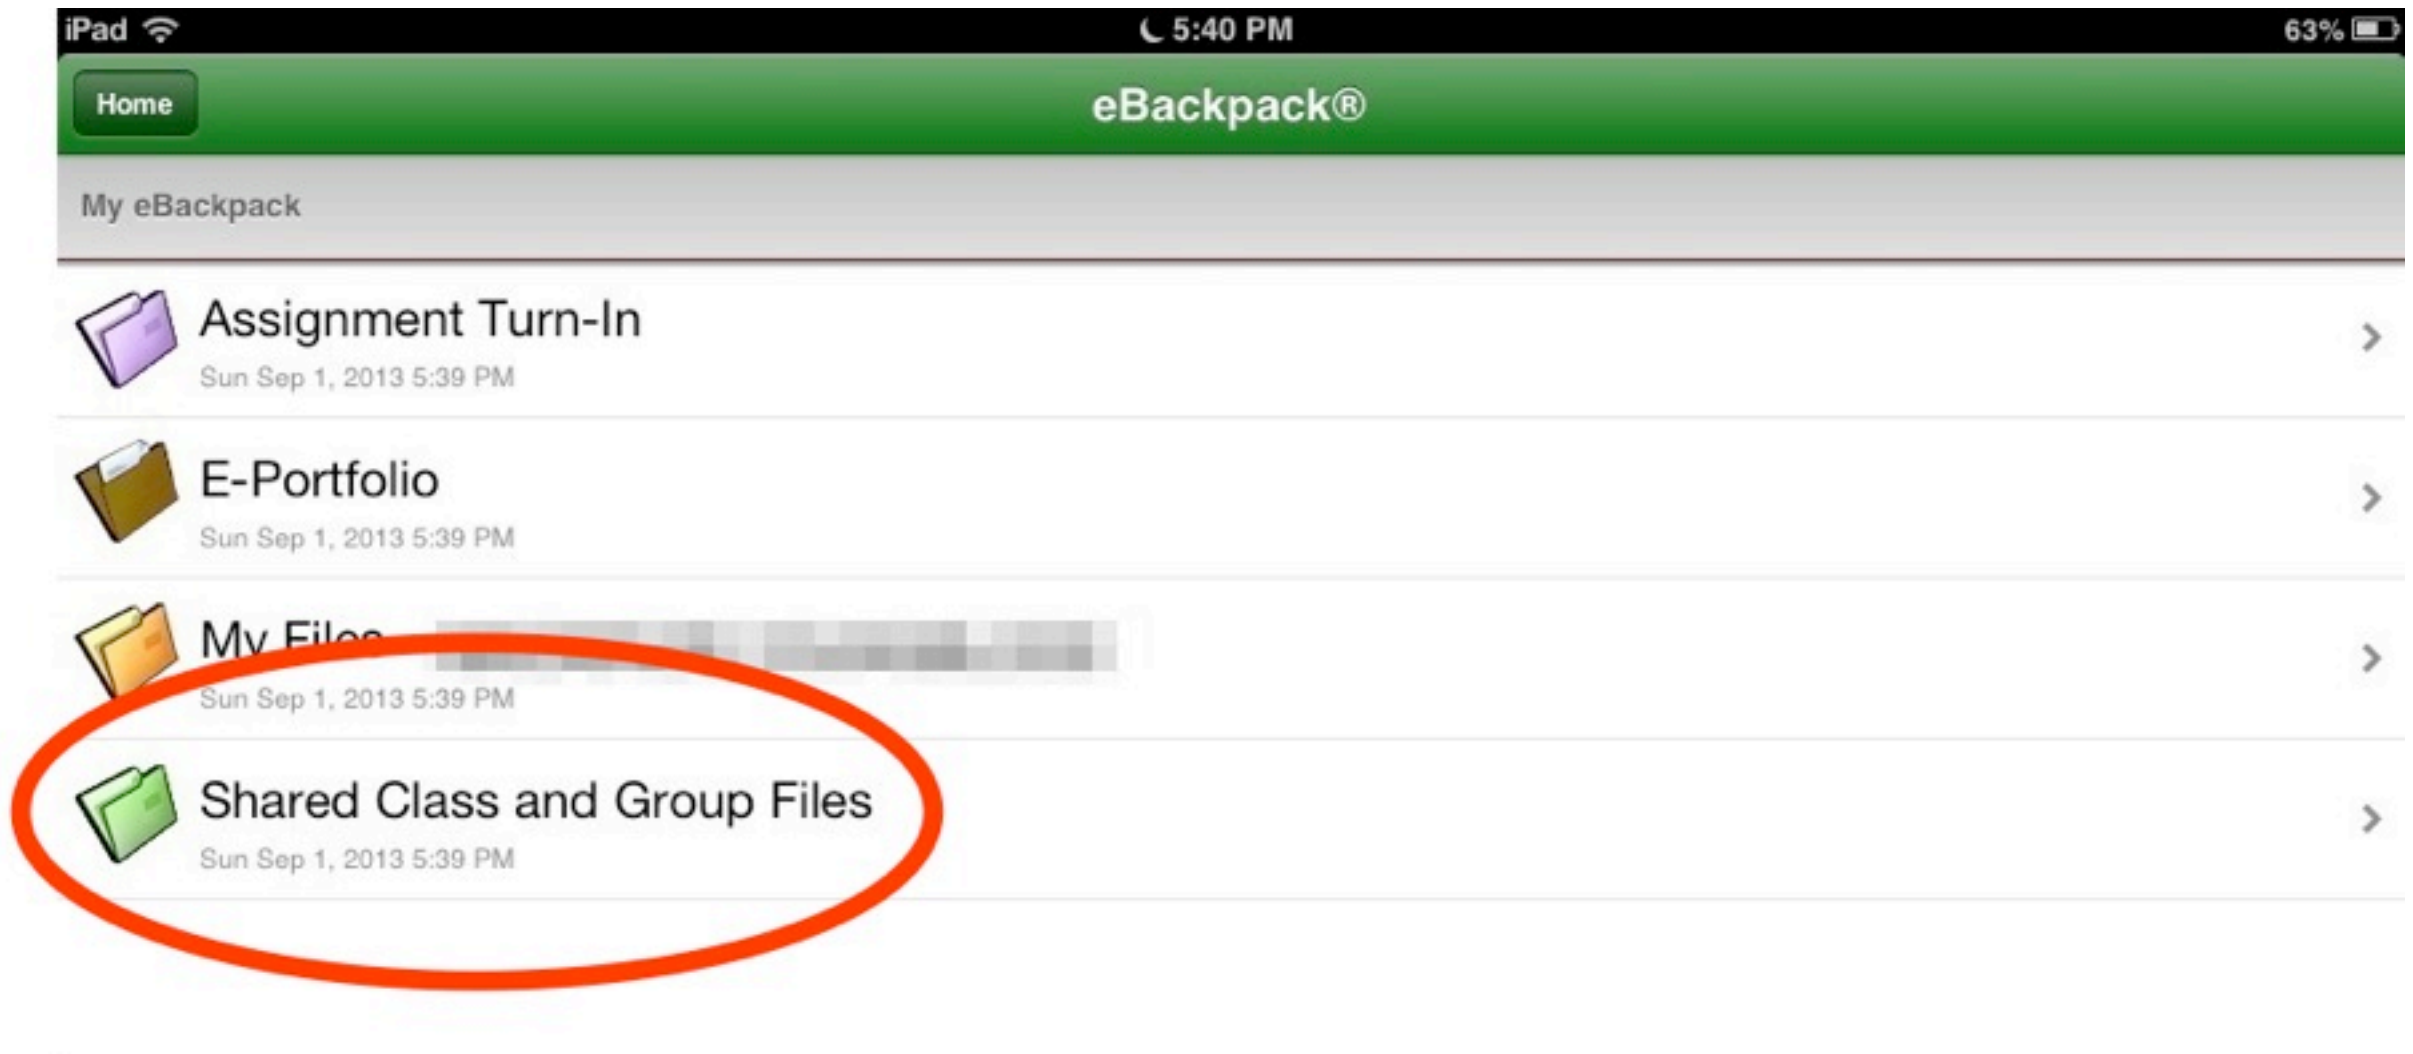 iPad 5:40 PM 63%
Home eBackpack®
My eBackpack
Assignment Turn-In
Sun Sep 1, 2013 5:39 PM
E-Portfolio
Sun Sep 1, 2013 5:39 PM
My Files
Sun Sep 1, 2013 5:39 PM
Shared Class and Group Files
Sun Sep 1, 2013 5:39 PM